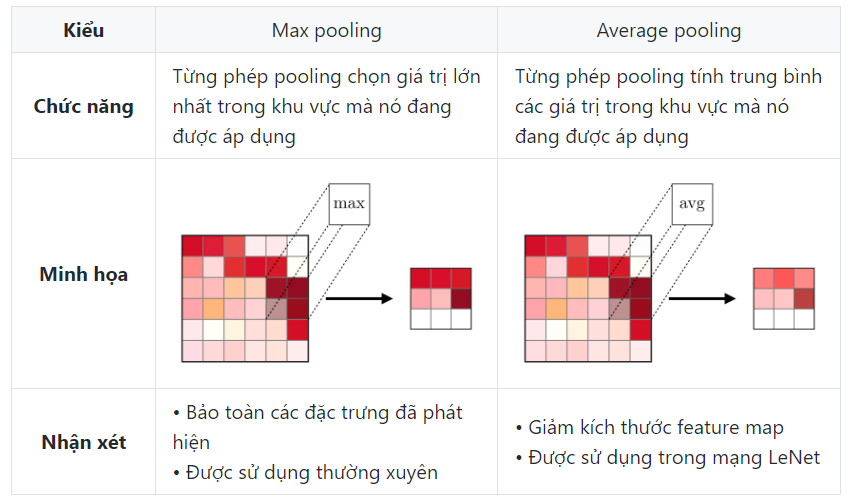 Kiểu
Max pooling
Average pooling
Chức năng
Từng phép pooling chọn giá trị lớn
nhất trong khu vực mà nó đang
được áp dụng
Từng phép pooling tính trung bình
các giá trị trong khu vực mà nó
đang được áp dụng
Minh họa
max
avg
Nhận xét
• Bảo toàn các đặc trưng đã phát
hiện
• Được sử dụng thường xuyên
• Giảm kích thước feature map
• Được sử dụng trong mạng LeNet